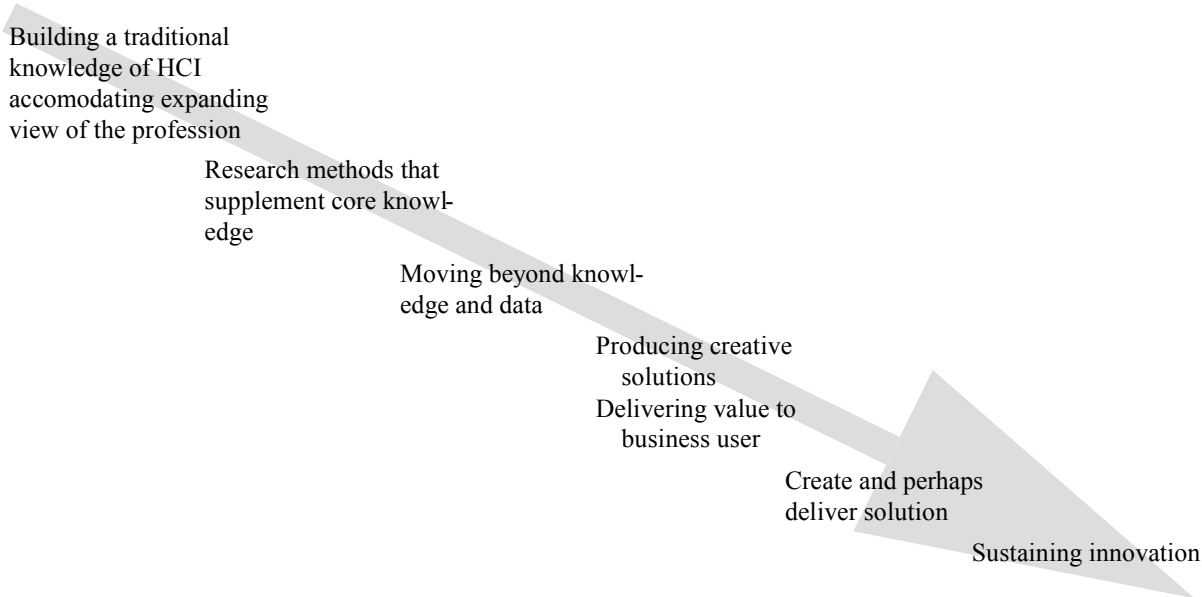 Building a traditional
knowledge of HCI
accomodating expanding
view of the profession
Research methods that
supplement core knowl-
edge
Moving beyond knowl-
edge and data
Producing creative
solutions
Delivering value to
business user
Create and perhaps
deliver solution
Sustaining innovation